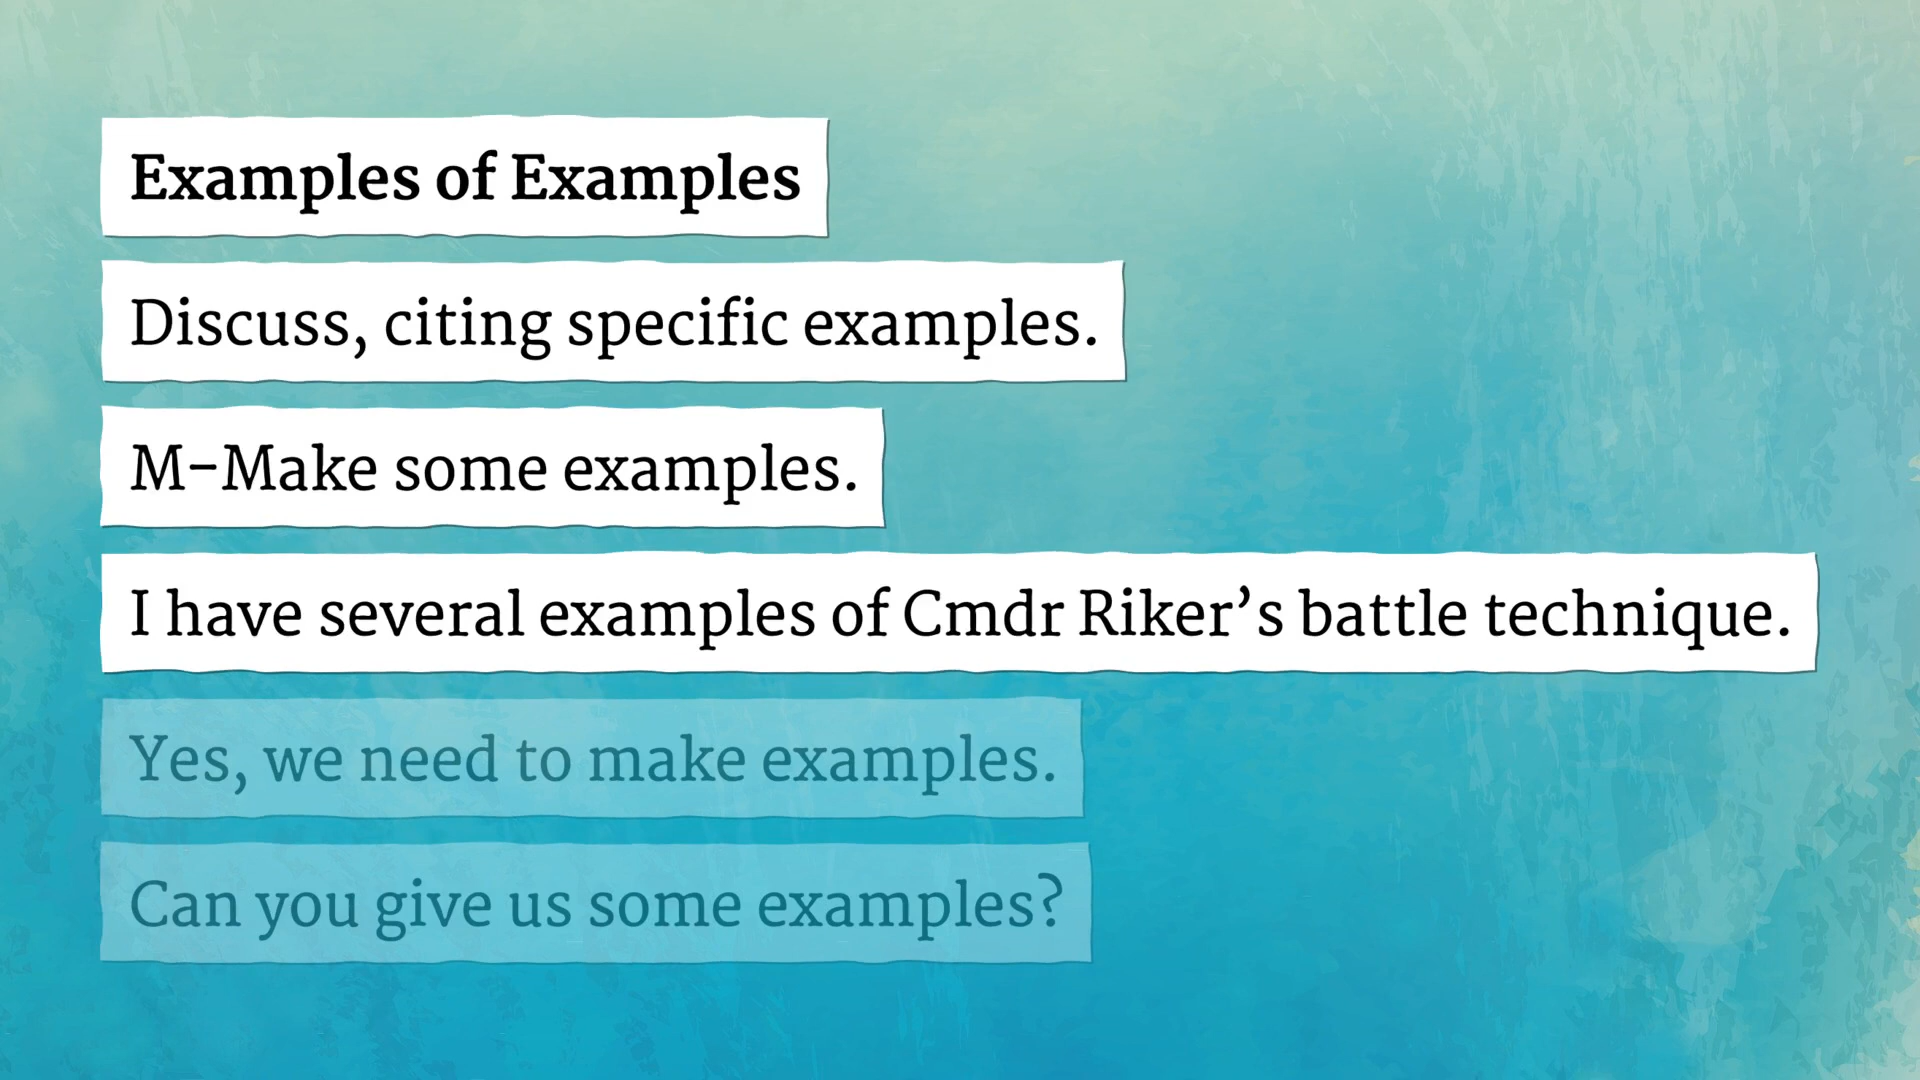 Examples of Examples
Discuss, citing specific examples.
M-Make some examples.
I have several examples of Cmdr Riker’s battle technique.
Yes, we need to make examples.
Can you give us some examples?